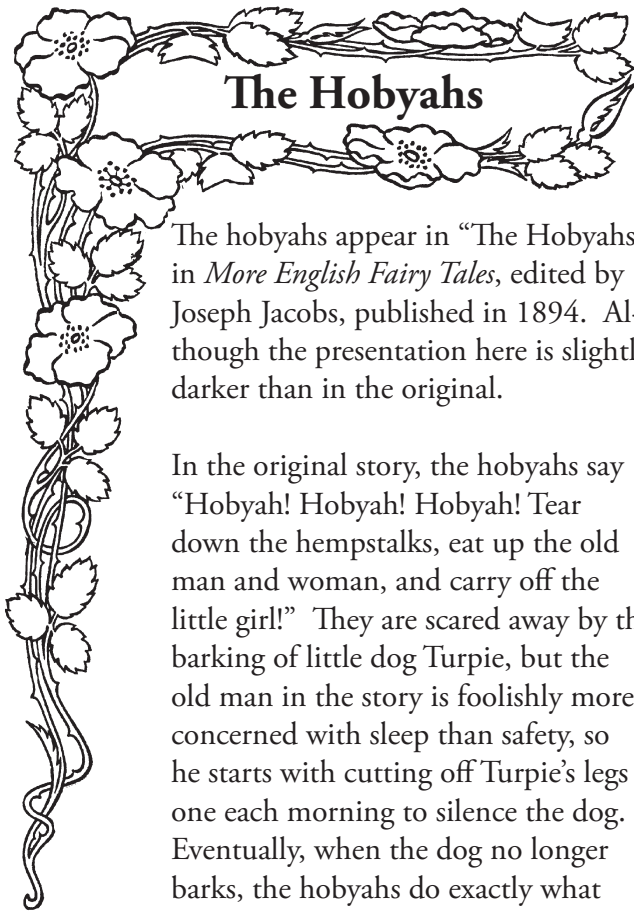 The Hobyahs
The hobyahs appear in “The Hobyahs
in More English Fairy Tales, edited by
Joseph Jacobs, published in 1894.  Al-
though the presentation here is slightl
darker than in the original.
In the original story, the hobyahs say
“Hobyah! Hobyah! Hobyah! Tear
down the hempstalks, eat up the old
man and woman, and carry off the
little girl!”  They are scared away by th
barking of little dog Turpie, but the
old man in the story is foolishly more
concerned with sleep than safety, so
he starts with cutting off Turpie’s legs
one each morning to silence the dog.
Eventually, when the dog no longer
barks, the hobyahs do exactly what